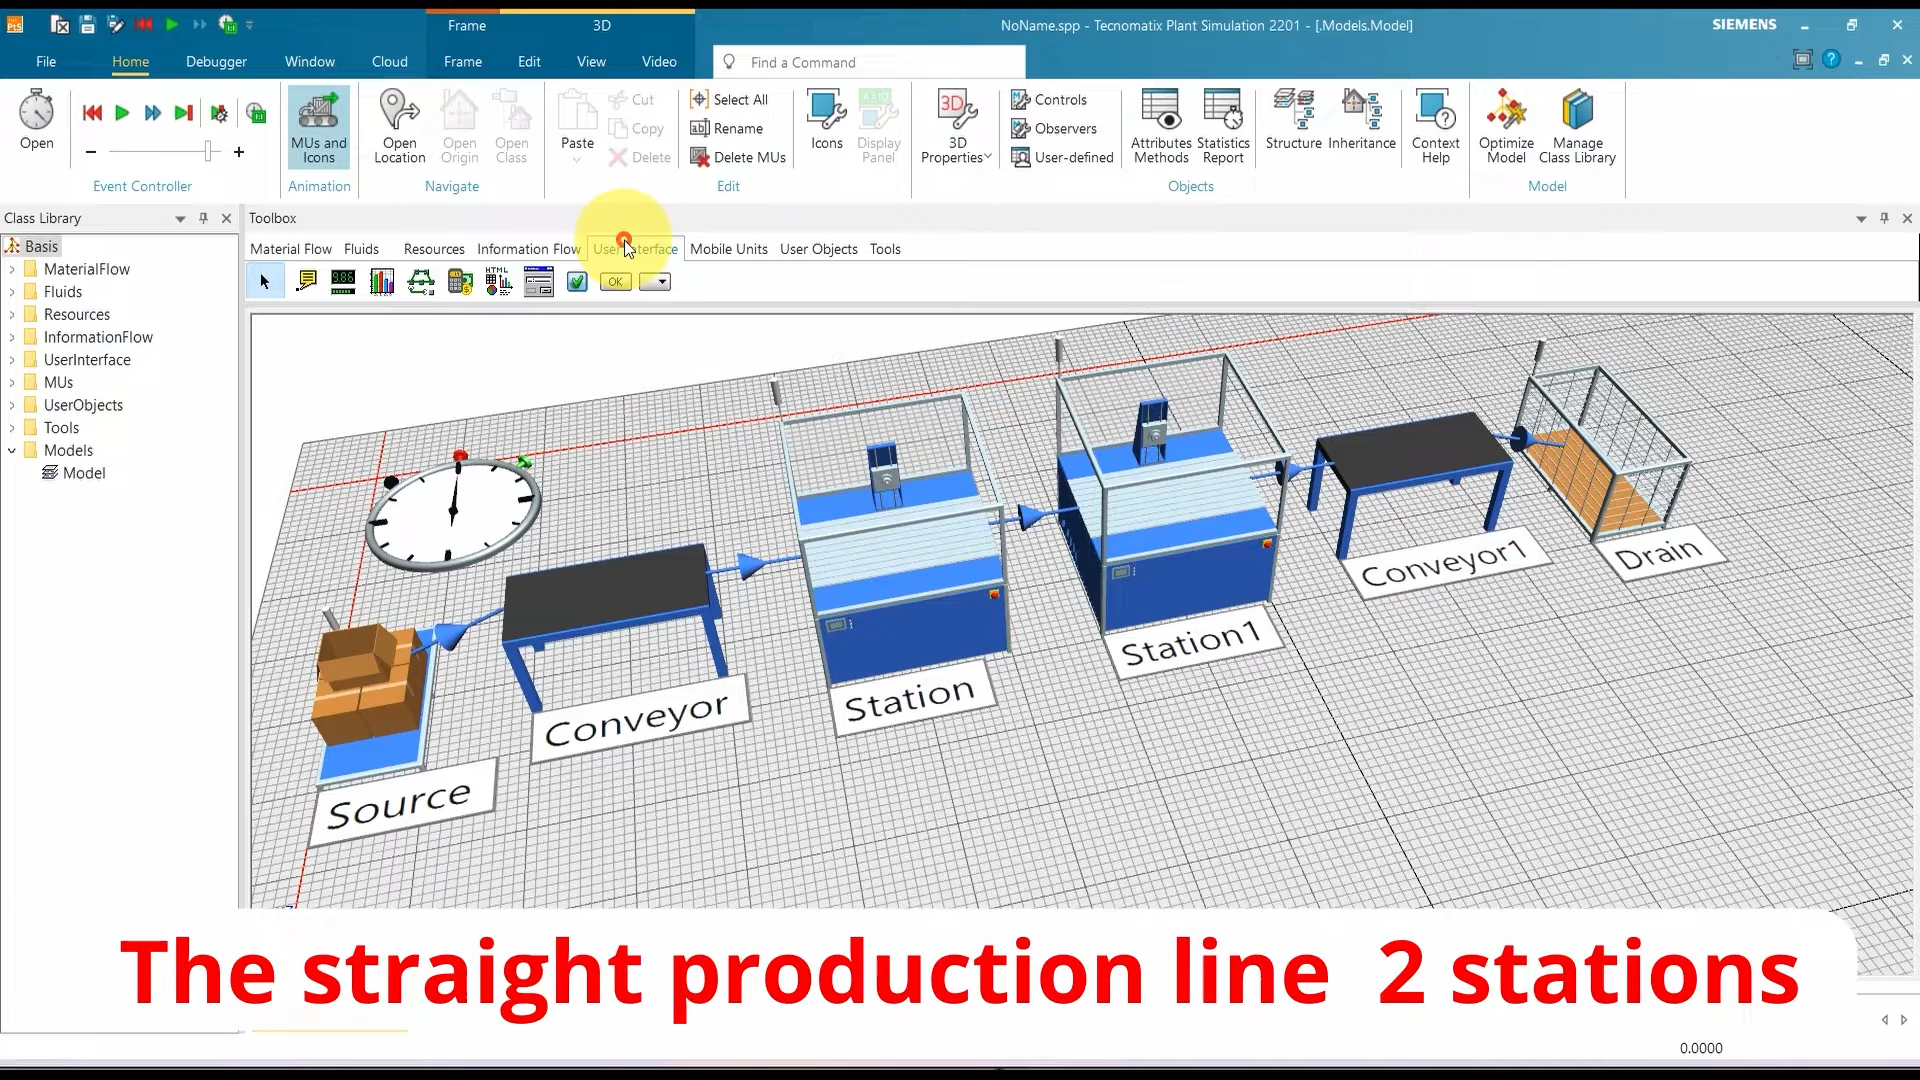 Frame
3D
NoName.spp - Tecnomatix Plant Simulation 2201 - [.Models.Model]
SIEMENS
File
Home
Debugger
Window
Cloud
Frame
Edit
View
Video
Find a Command
Open
Event Controller
MUs and
Icons
Animation
Open
Location
Open
Origin
Open
Class
Navigate
Paste
Cut
Copy
Delete
Select All
Rename
Delete MUs
Icons
Display
Panel
Edit
3D
Properties
Controls
Observers
User-defined
Attributes
Methods
Statistics
Report
Structure
Inheritance
Objects
Context
Help
Optimize
Model
Manage
Class Library
Model
Class Library
Basis
MaterialFlow
Fluids
Resources
InformationFlow
UserInterface
MUs
UserObjects
Tools
Models
Model
Toolbox
Material Flow
Fluids
Resources
Information Flow
User Interface
Mobile Units
User Objects
Tools
HTML
OK
Source
Conveyor
Station
Station1
Conveyor1
Drain
The straight production line 2 stations
0.0000